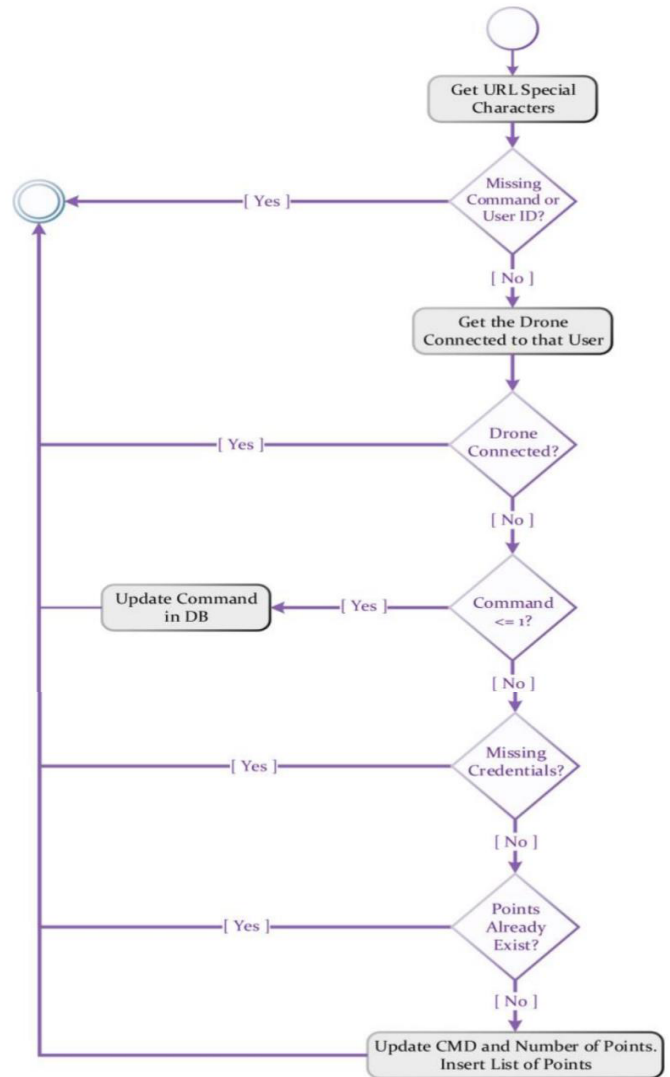 Get URL Special
Characters
Missing
Command or
User ID?
[ Yes ]
[ No ]
Get the Drone
Connected to that User
Drone
Connected?
[ Yes ]
[ No ]
Command
<= 1?
[ Yes ]
Update Command
in DB
[ No ]
Missing
Credentials?
[ Yes ]
[ No ]
Points
Already
Exist?
[ Yes ]
[ No ]
Update CMD and Number of Points.
Insert List of Points